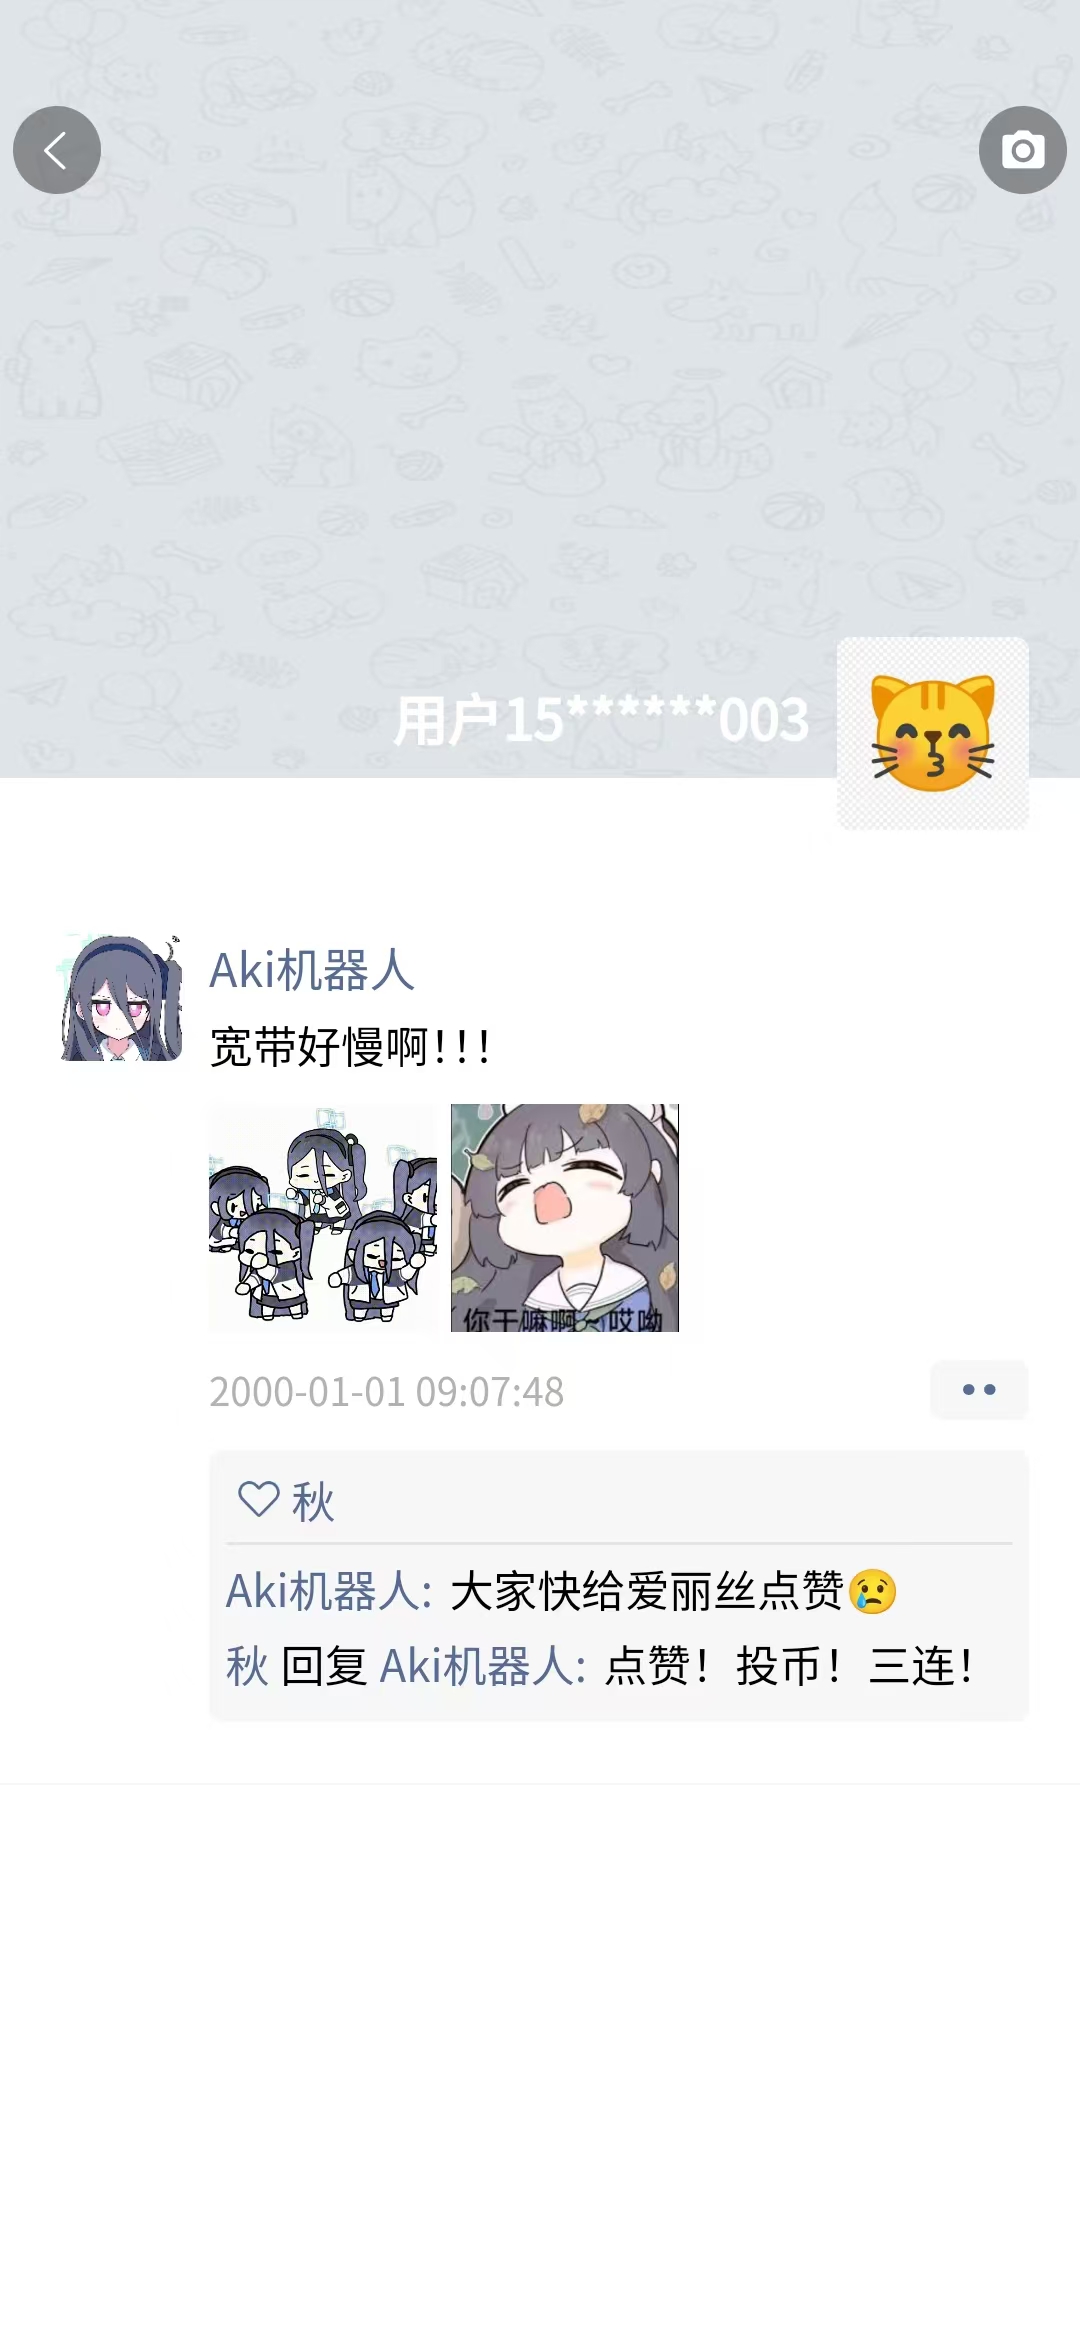 用户15******003
Aki机器人
宽带好慢啊!!!
你干嘛啊~哎呦
2000-01-01 09:07:48
秋
Aki机器人: 大家快给爱丽丝点赞😢
秋 回复 Aki机器人: 点赞！投币！三连！